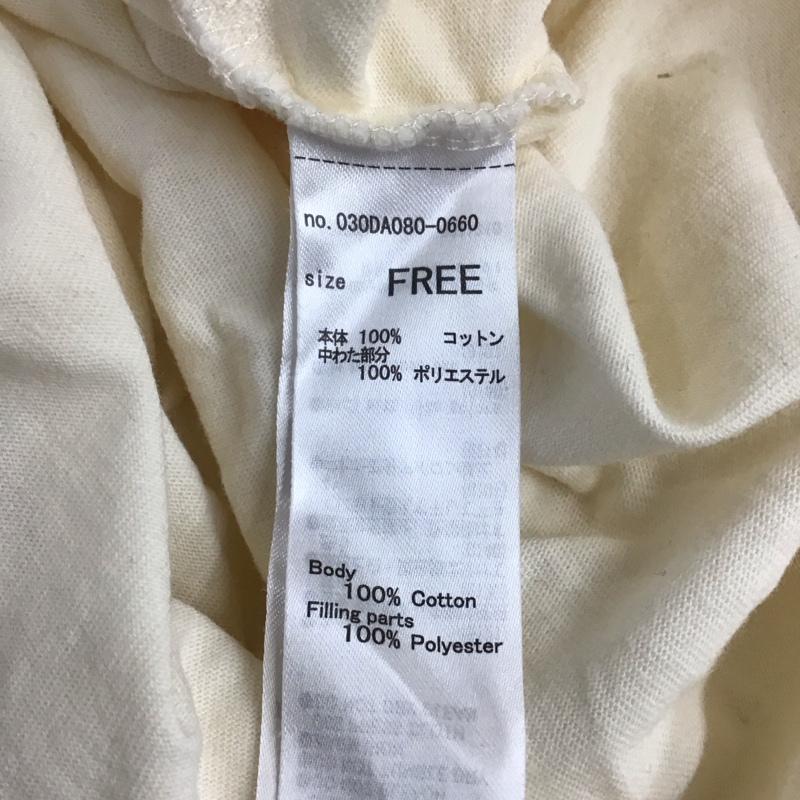 no. 030DA080-0660
size FREE
本体 100% コットン
中わた部分
100% ポリエステル
Body
100% Cotton
Filling parts
100% Polyester